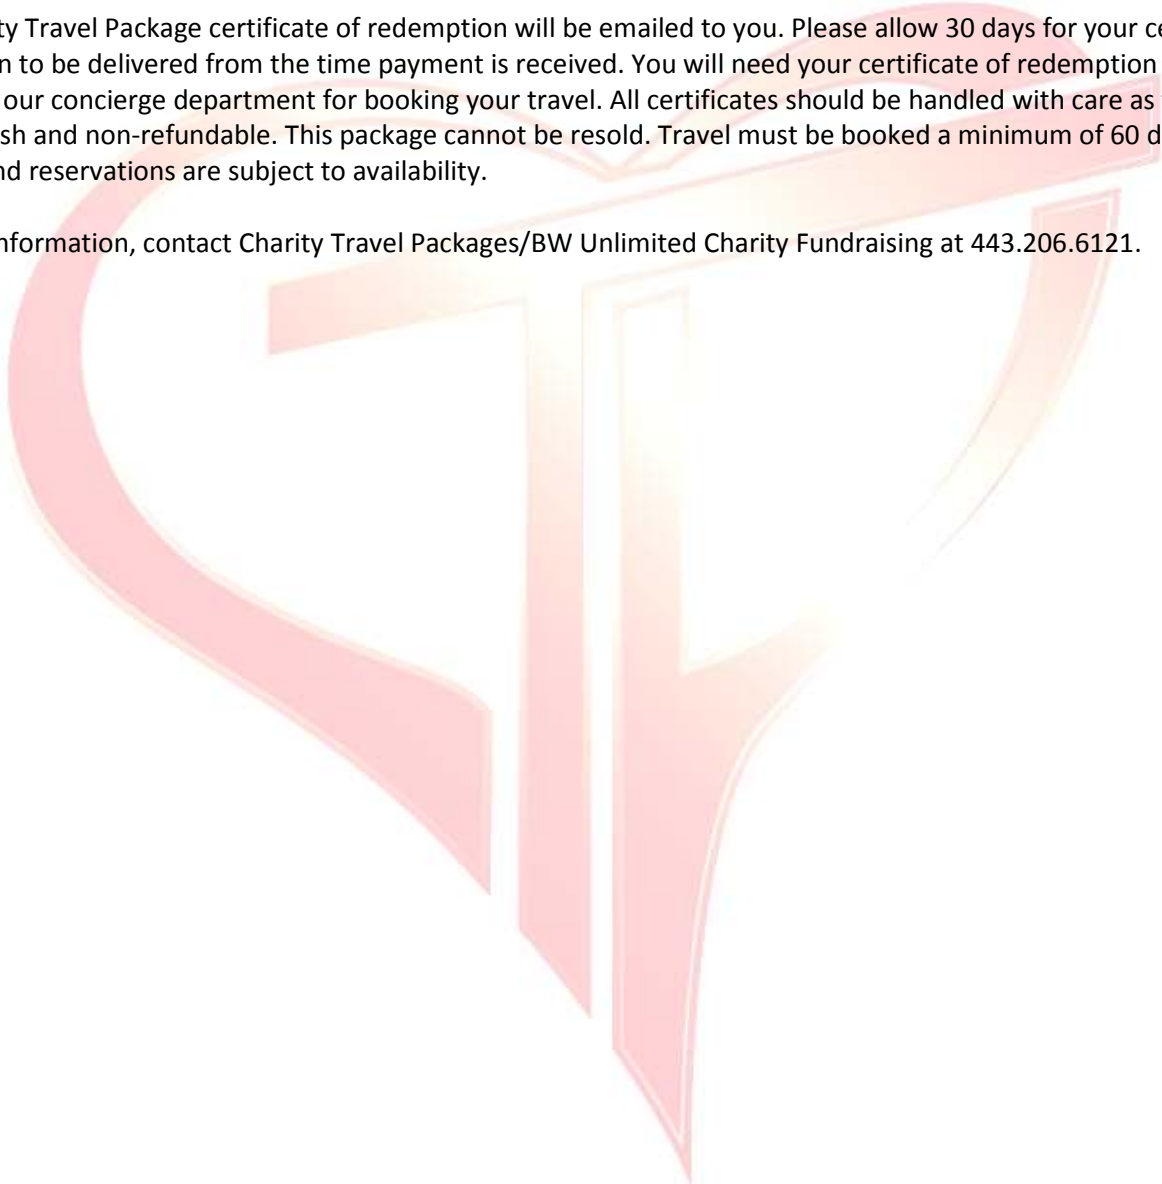 ty Travel Package certificate of redemption will be emailed to you. Please allow 30 days for your ce
n to be delivered from the time payment is received. You will need your certificate of redemption
our concierge department for booking your travel. All certificates should be handled with care as
sh and non-refundable. This package cannot be resold. Travel must be booked a minimum of 60 d
nd reservations are subject to availability.
nformation, contact Charity Travel Packages/BW Unlimited Charity Fundraising at 443.206.6121.